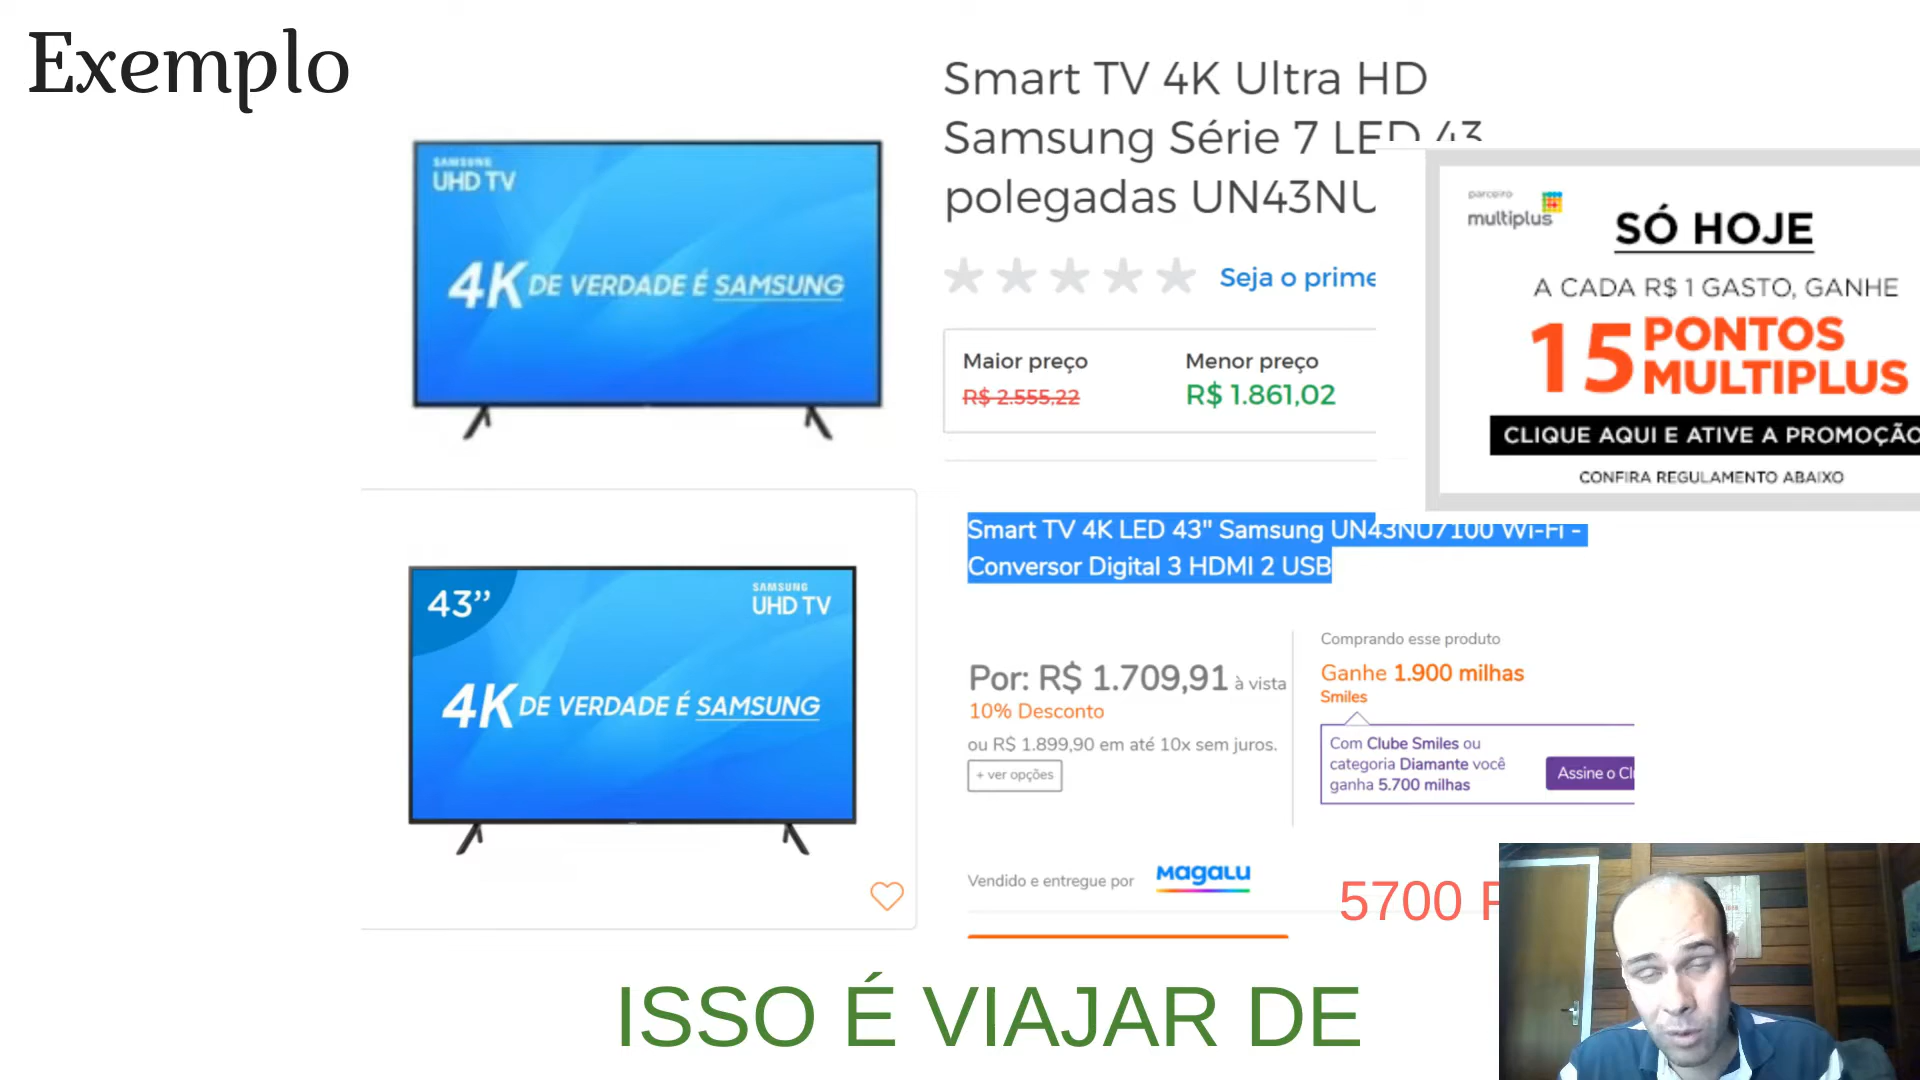 Exemplo
SAMSUNG
UHD TV
4K DE VERDADE É SAMSUNG
Smart TV 4K Ultra HD
Samsung Série 7 LED 43
polegadas UN43NU
Seja o prime
Maior preço
Menor preço
R$ 2.555,22
R$ 1.861,02
parceiro
multiplus
SÓ HOJE
A CADA R$ 1 GASTO, GANHE
15 PONTOS
MULTIPLUS
CLIQUE AQUI E ATIVE A PROMOÇÃO
CONFIRA REGULAMENTO ABAIXO
43”
SAMSUNG
UHD TV
4K DE VERDADE É SAMSUNG
Smart TV 4K LED 43" Samsung UN43NU7100 Wi-Fi -
Conversor Digital 3 HDMI 2 USB
Por: R$ 1.709,91 à vista
10% Desconto
ou R$ 1.899,90 em até 10x sem juros.
+ ver opções
Comprando esse produto
Ganhe 1.900 milhas
Smiles
Com Clube Smiles ou
categoria Diamante você
ganha 5.700 milhas
Assine o Cl
Vendido e entregue por
Magalu
5700
ISSO É VIAJAR DE